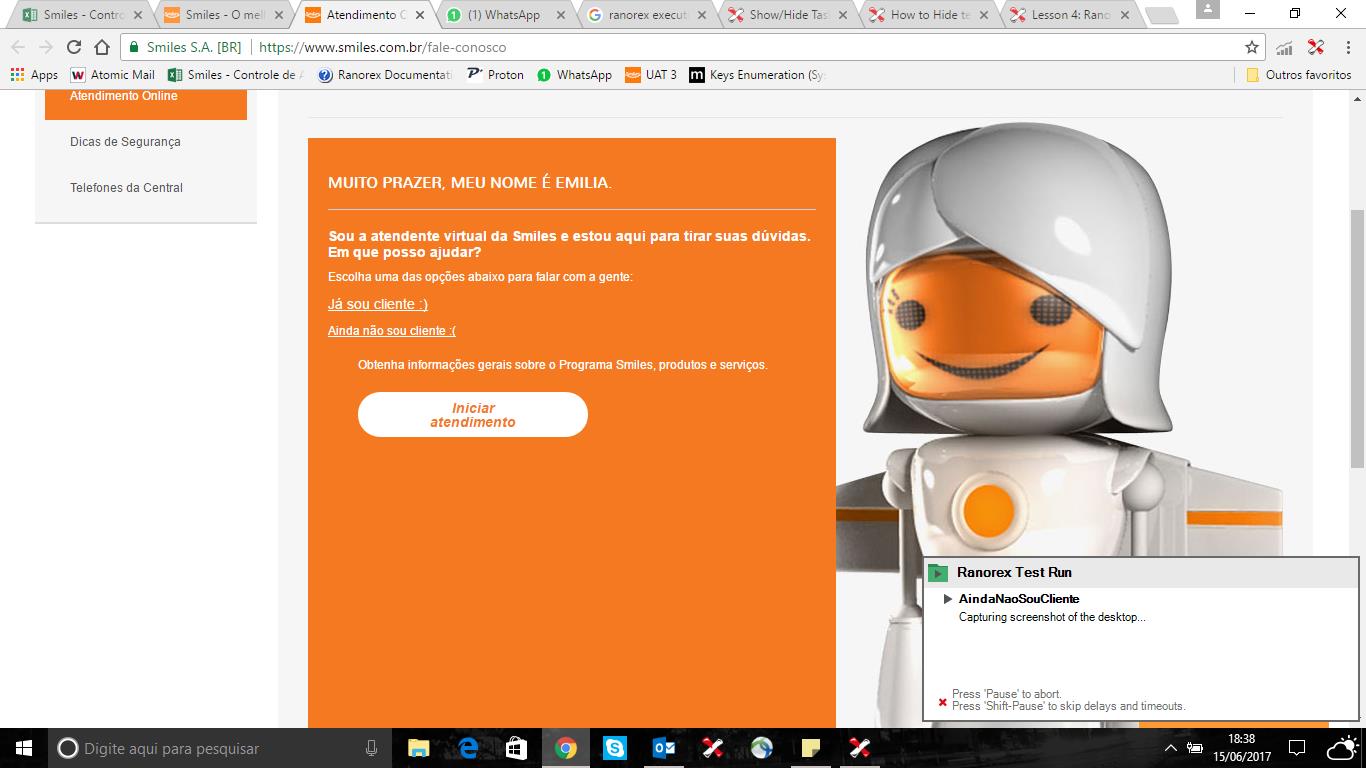 Smiles - Contro
Smiles - O melh
Atendimento O
(1) WhatsApp
ranorex execut
Show/Hide Tas
How to Hide te
Lesson 4: Rano
Smiles S.A. [BR]
https://www.smiles.com.br/fale-conosco
Apps
Atomic Mail
Smiles - Controle de A
Ranorex Documentati
Proton
WhatsApp
UAT 3
Keys Enumeration (Sys
Outros favoritos
Atendimento Online
Dicas de Segurança
Telefones da Central
MUITO PRAZER, MEU NOME É EMILIA.
Sou a atendente virtual da Smiles e estou aqui para tirar suas dúvidas.
Em que posso ajudar?
Escolha uma das opções abaixo para falar com a gente:
Já sou cliente :)
Ainda não sou cliente :(
Obtenha informações gerais sobre o Programa Smiles, produtos e serviços.
Iniciar
atendimento
Ranorex Test Run
AindaNaoSouCliente
Capturing screenshot of the desktop...
Press 'Pause' to abort.
Press 'Shift-Pause' to skip delays and timeouts.
Digite aqui para pesquisar
18:38
15/06/2017